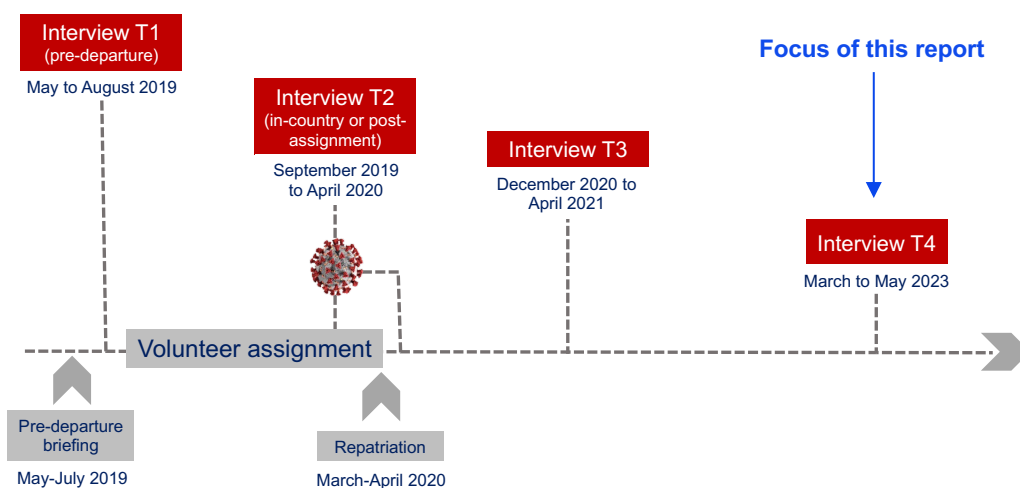 Interview T1
(pre-departure)
May to August 2019
Interview T2
(in-country or post-
assignment)
September 2019
to April 2020
Interview T3
December 2020 to
April 2021
Focus of this report
Interview T4
March to May 2023
Volunteer assignment
Pre-departure
briefing
May-July 2019
Repatriation
March-April 2020